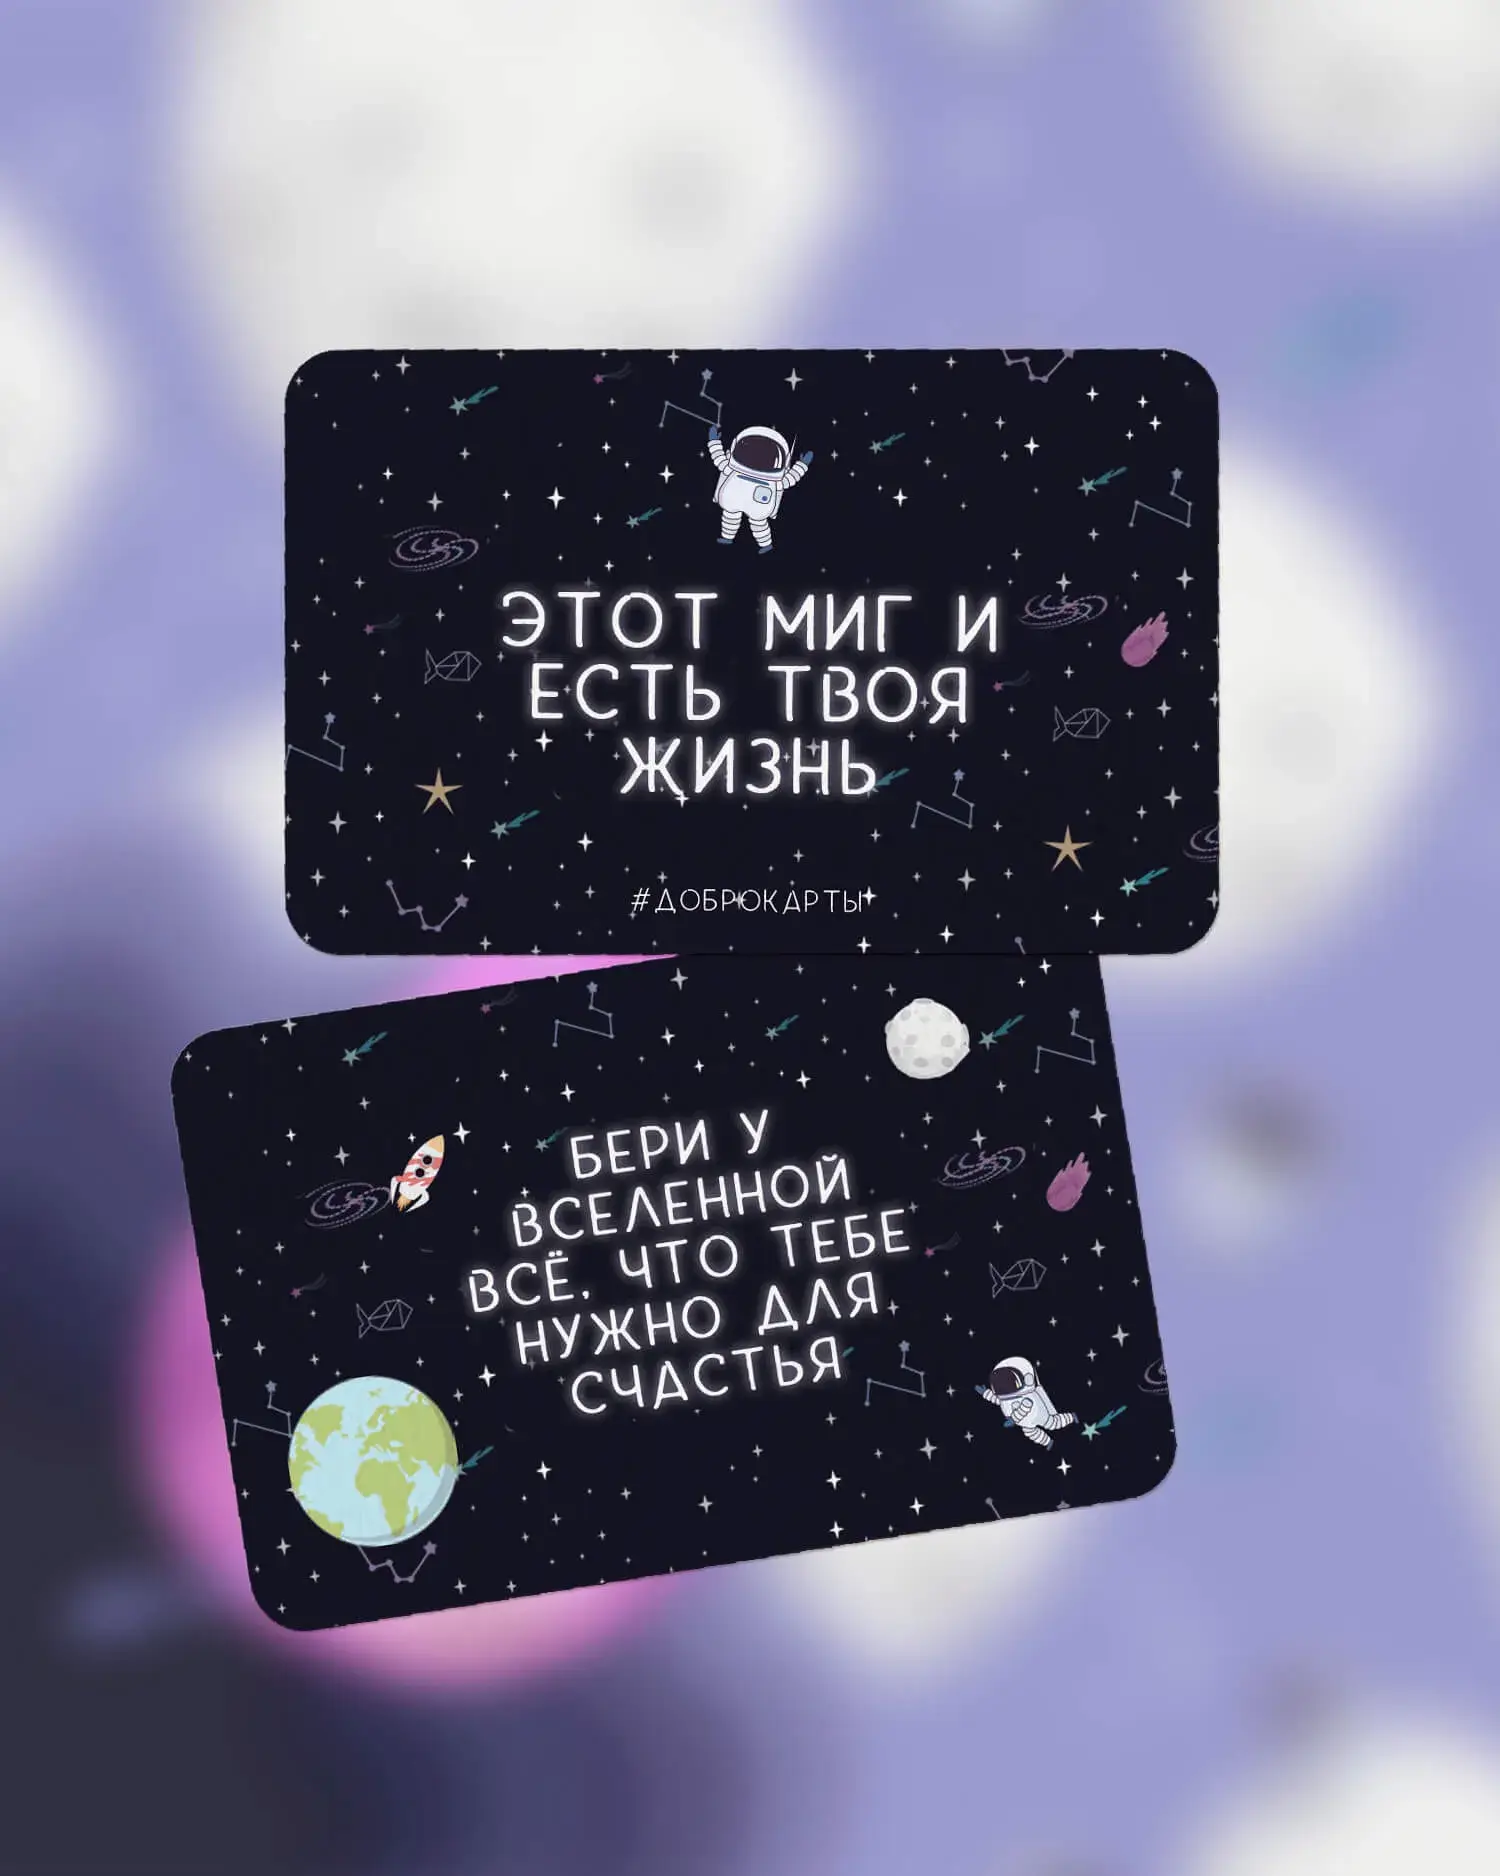 ЭТОТ МИГ И
ЕСТЬ ТВОЯ
ЖИЗНЬ
#ДОБРОКАРТЫ
БЕРИ У
ВСЕЛЕННОЙ
ВСЁ, ЧТО ТЕБЕ
НУЖНО ДЛЯ
СЧАСТЬЯ